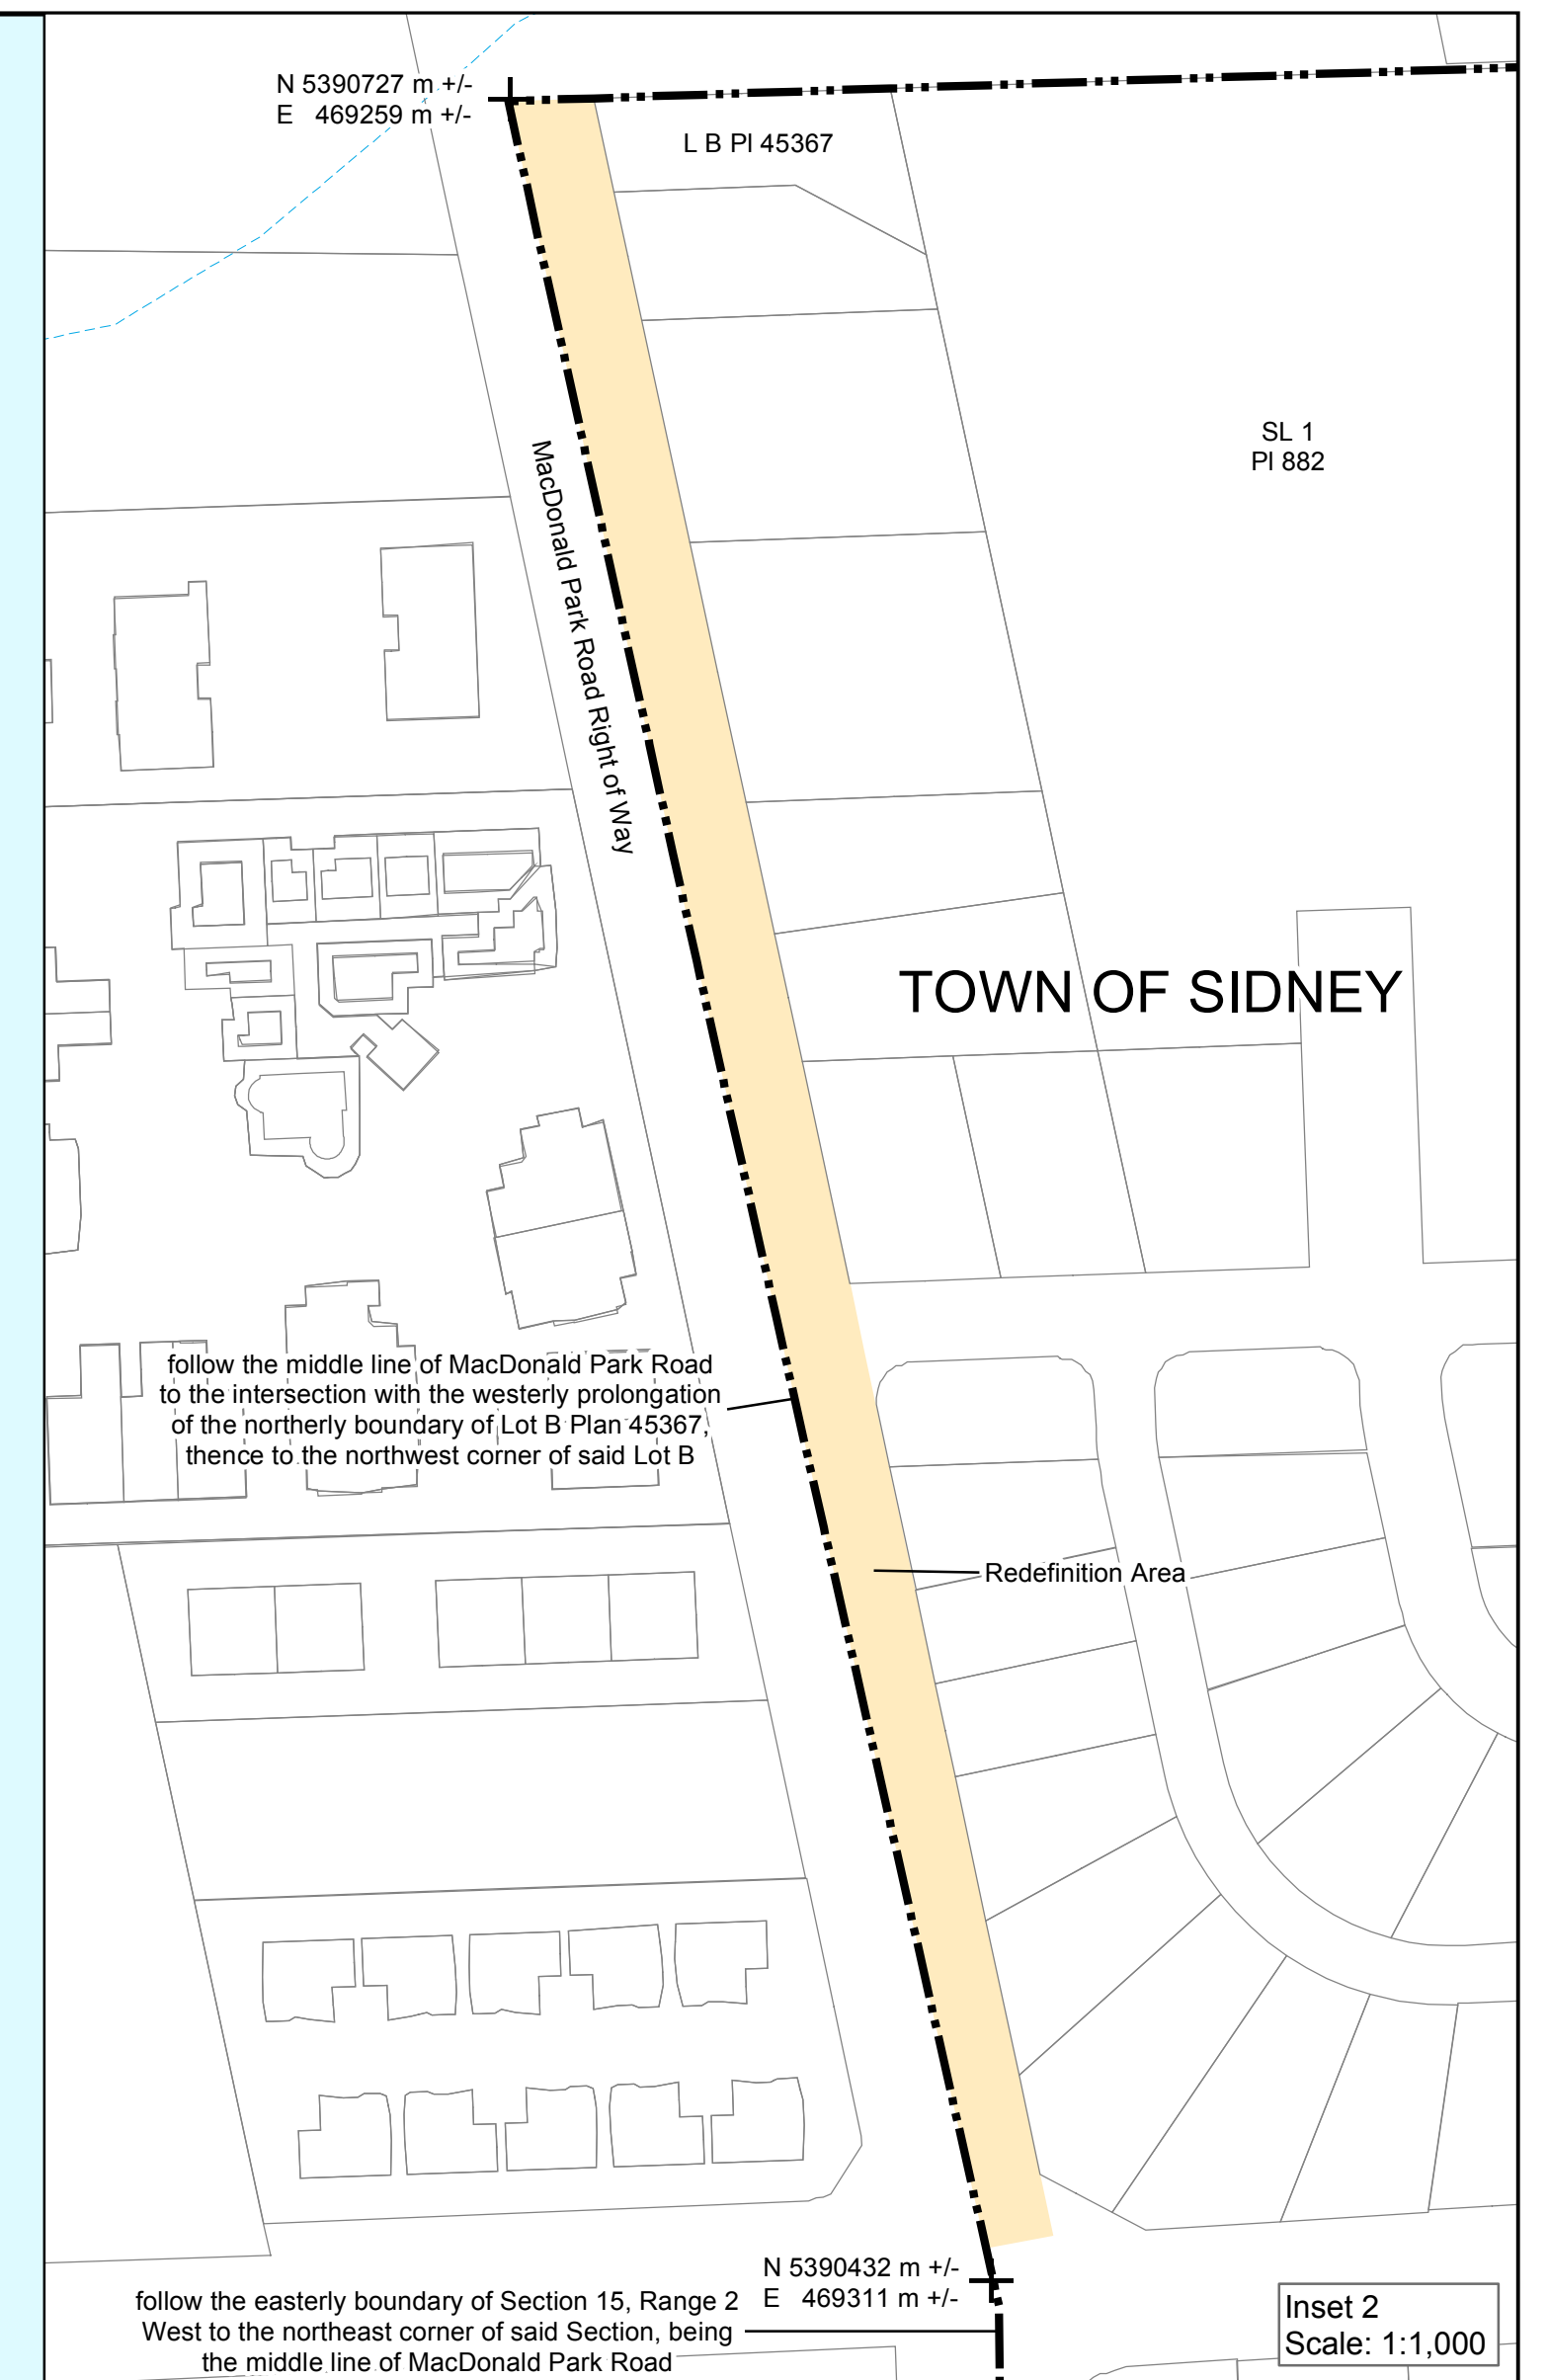 N 5390727 m +/-
E 469259 m +/-
L B Pl 45367
SL 1
Pl 882
MacDonald Park Road Right of Way
TOWN OF SIDNEY
follow the middle line of MacDonald Park Road
to the intersection with the westerly prolongation
of the northerly boundary of Lot B Plan 45367,
thence to the northwest corner of said Lot B
Redefinition Area
N 5390432 m +/-
E 469311 m +/-
follow the easterly boundary of Section 15, Range 2
West to the northeast corner of said Section, being
the middle line of MacDonald Park Road
Inset 2
Scale: 1:1,000